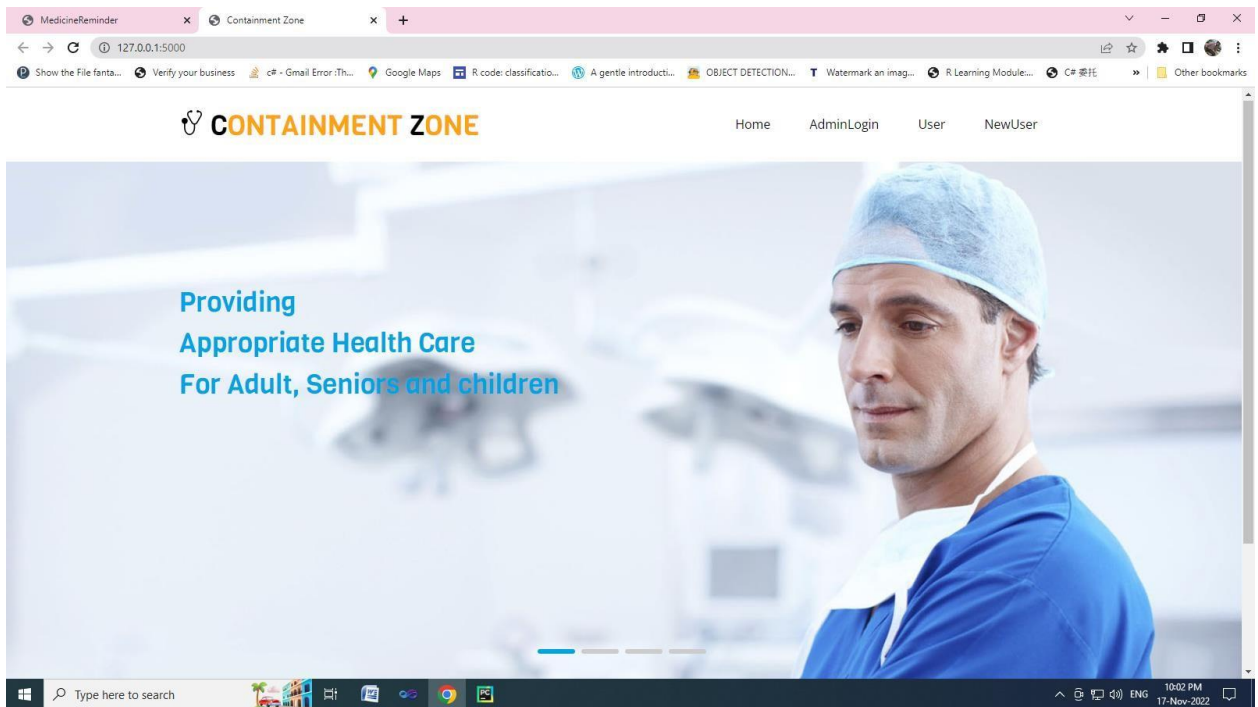 MedicineReminder
Containment Zone
127.0.0.1:5000
Show the File fanta...
Verify your business
c# - Gmail Error :Th...
Google Maps
R code: classificatio...
A gentle introducti...
OBJECT DETECTION...
Watermark an imag...
R Learning Module:...
C# 委托
»
Other bookmarks
CONTAINMENT ZONE
Home
AdminLogin
User
NewUser
Providing
Appropriate Health Care
For Adult, Seniors and children
Type here to search
PC
ENG
10:02 PM
17-Nov-2022